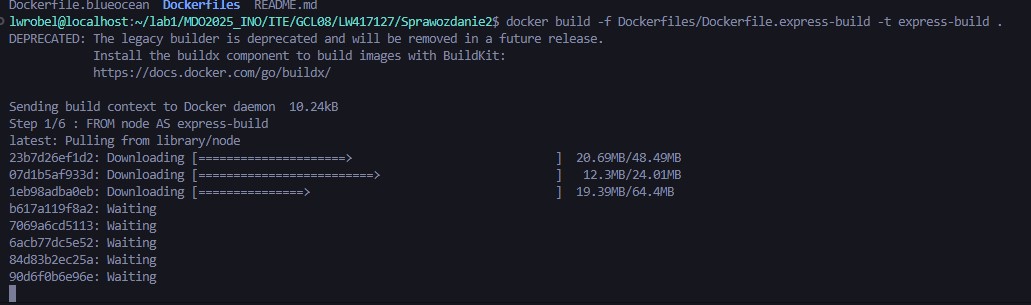 Dockerfile.blueocean  Dockerfiles  README.md
lwrobel@localhost:~/lab1/MDO2025_INO/ITE/GCL08/LW417127/Sprawozdanie2$ docker build -f Dockerfiles/Dockerfile.express-build -t express-build .
DEPRECATED: The legacy builder is deprecated and will be removed in a future release.
            Install the buildx component to build images with BuildKit:
            https://docs.docker.com/go/buildx/
Sending build context to Docker daemon  10.24kB
Step 1/6 : FROM node AS express-build
latest: Pulling from library/node
23b7d26ef1d2: Downloading [=====================>                             ]  20.69MB/48.49MB
07d1b5af933d: Downloading [=========================>                         ]   12.3MB/24.01MB
1eb98adba0eb: Downloading [===============>                                   ]  19.39MB/64.4MB
b617a119f8a2: Waiting
7069a6cd5113: Waiting
6acb77dc5e52: Waiting
84d83b2ec25a: Waiting
90d6f0b6e96e: Waiting